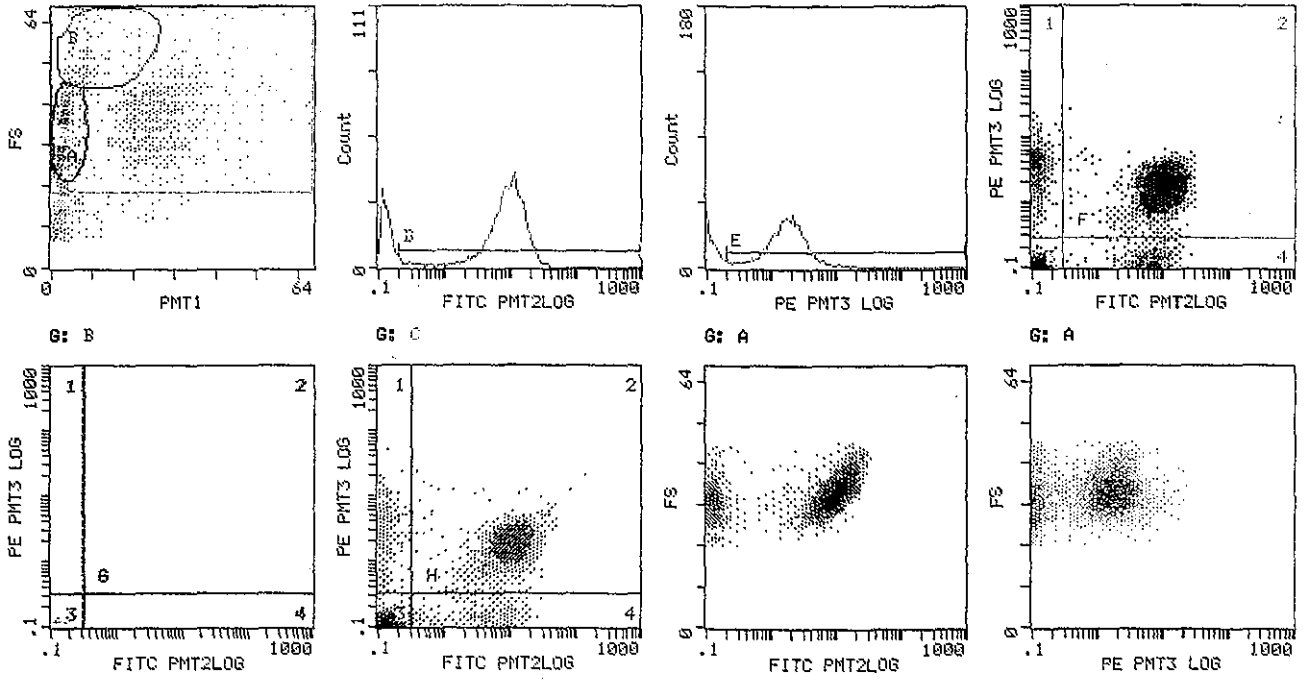 64
FS
0
B
A
0
PMT1
64
111
Count
0
B
.1
FITC PMT2LOG
1000
180
Count
0
E
.1
PE PMT3 LOG
1000
1000
PE PMT3 LOG
.1
1
2
F
4
.1
FITC PMT2LOG
1000
G: B
G: C
G: A
G: A
1000
PE PMT3 LOG
.1
1
2
G
3
4
.1
FITC PMT2LOG
1000
1000
PE PMT3 LOG
.1
1
2
H
3
4
.1
FITC PMT2LOG
1000
64
FS
0
.1
FITC PMT2LOG
1000
64
FS
0
.1
PE PMT3 LOG
1000